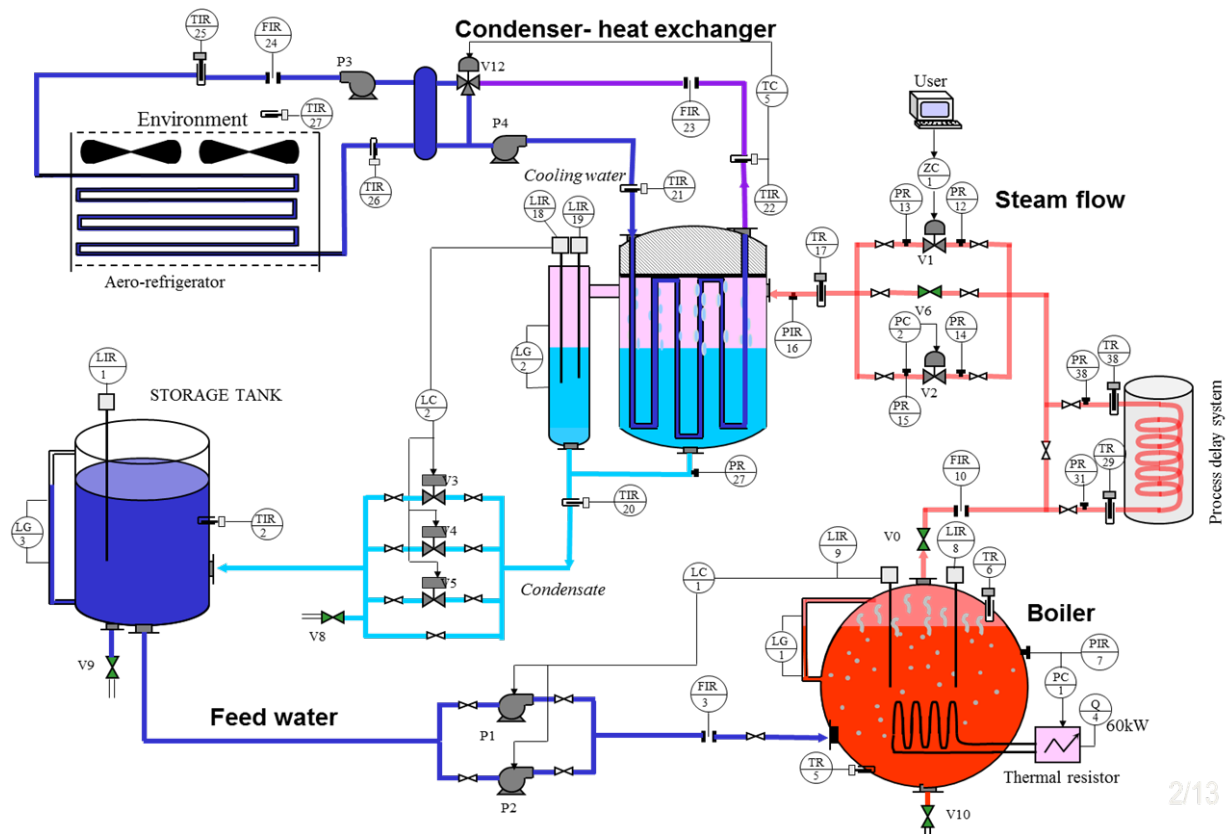 Condenser- heat exchanger
TIR
25
FIR
24
P3
V12
TC
5
User
Environment
TIR
27
P4
FIR
23
ZC
1
TIR
26
Cooling water
TIR
21
TIR
22
PR
13
PR
12
Steam flow
LIR
18
LIR
19
TR
17
V1
Aero-refrigerator
V6
PIR
16
PC
2
PR
14
LG
2
LIR
1
STORAGE TANK
LC
2
PR
15
V2
PR
38
TR
38
V3
PR
27
FIR
10
PR
31
TR
29
Process delay system
TIR
20
LG
3
TIR
2
V4
V0
LIR
9
LIR
8
TR
6
V5
Condensate
LC
1
Boiler
V8
LG
1
PIR
7
V9
PC
1
Feed water
FIR
3
Q
4
60kW
P1
TR
5
Thermal resistor
P2
V10
2/13